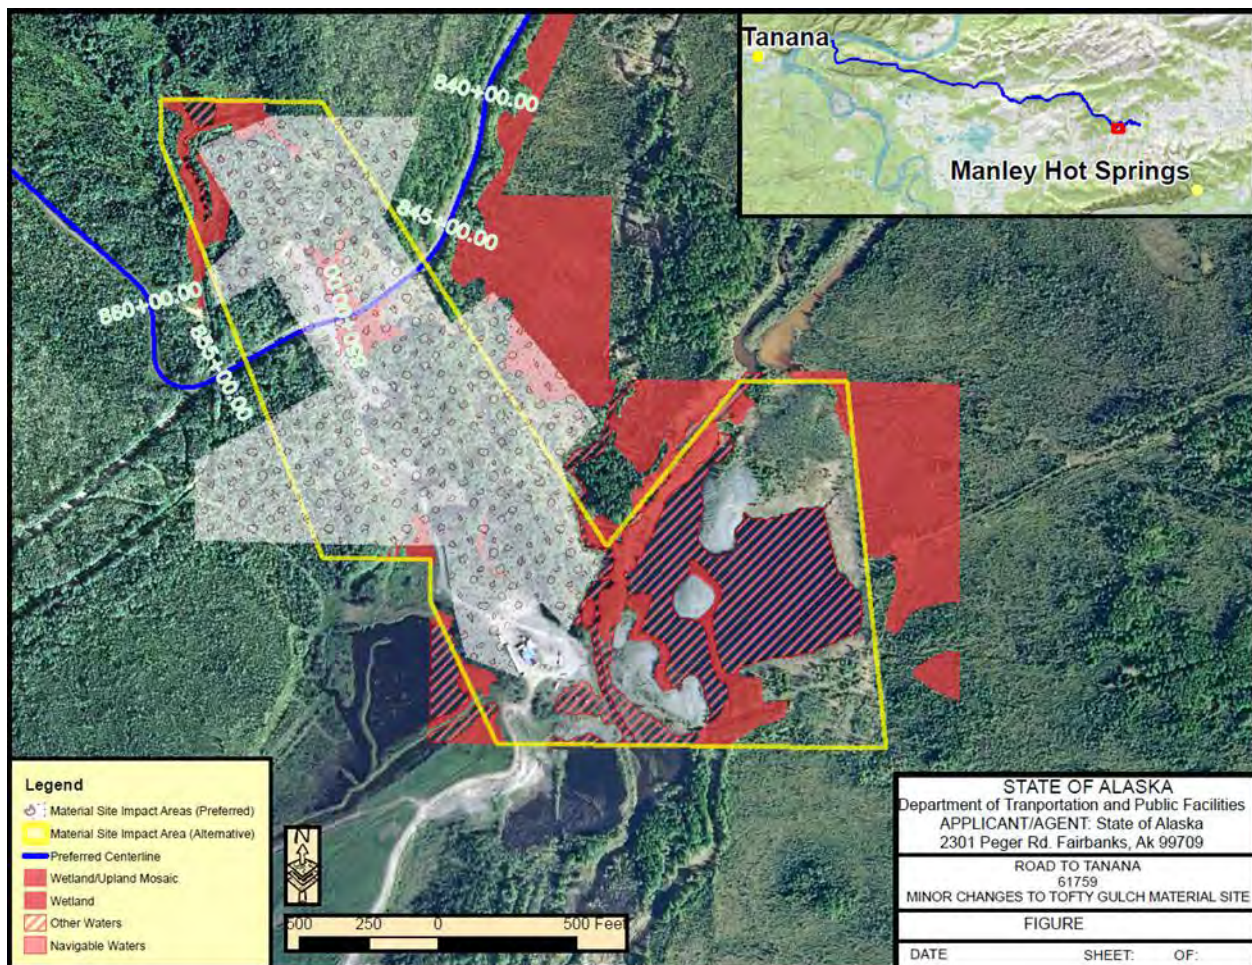 Tanana
Manley Hot Springs
840+00.00
845+00.00
850+00.00
855+00.00
860+00.00
Legend
Material Site Impact Areas (Preferred)
Material Site Impact Area (Alternative)
Preferred Centerline
Wetland/Upland Mosaic
Wetland
Other Waters
Navigable Waters
N
500 250 0 500 Feet
STATE OF ALASKA
Department of Tranportation and Public Facilities
APPLICANT/AGENT: State of Alaska
2301 Peger Rd. Fairbanks, Ak 99709
ROAD TO TANANA
61759
MINOR CHANGES TO TOFTY GULCH MATERIAL SITE
FIGURE
DATE SHEET: OF: